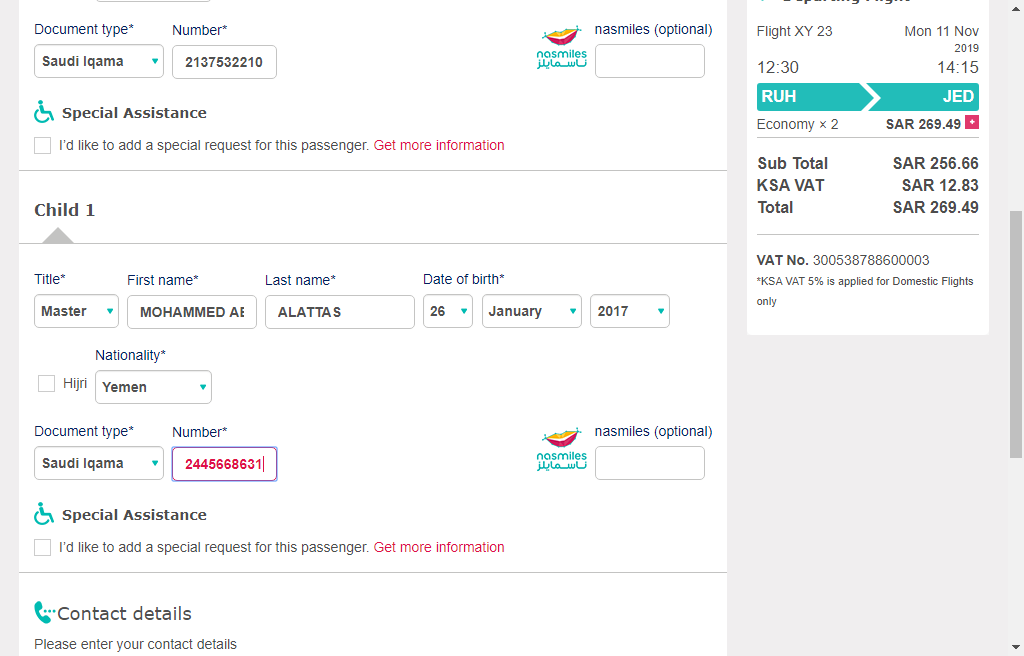 Document type*
Number*
nasmiles (optional)
Saudi Iqama
2137532210
nasmiles
ناسمايلز
Special Assistance
I'd like to add a special request for this passenger. Get more information
Child 1
Title*
First name*
Last name*
Date of birth*
Master
MOHAMMED AE
ALATTAS
26
January
2017
Nationality*
Hijri
Yemen
Document type*
Number*
nasmiles (optional)
Saudi Iqama
2445668631
nasmiles
ناسمايلز
Special Assistance
I'd like to add a special request for this passenger. Get more information
Contact details
Please enter your contact details
Departing Flight
Flight XY 23
Mon 11 Nov
2019
12:30
14:15
RUH
JED
Economy × 2
SAR 269.49 +
Sub Total SAR 256.66
KSA VAT SAR 12.83
Total SAR 269.49
VAT No. 300538788600003
*KSA VAT 5% is applied for Domestic Flights
only